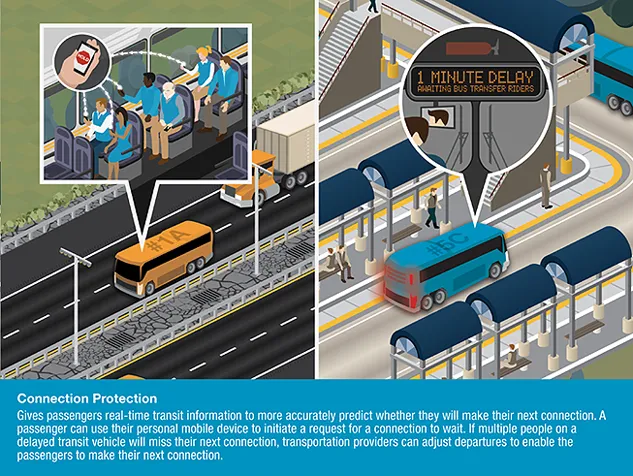 HOLD
1 MINUTE DELAY
AWAITING BUS TRANSFER RIDERS
#1A
#5C
Connection Protection
Gives passengers real-time transit information to more accurately predict whether they will make their next connection. A
passenger can use their personal mobile device to initiate a request for a connection to wait. If multiple people on a
delayed transit vehicle will miss their next connection, transportation providers can adjust departures to enable the
passengers to make their next connection.